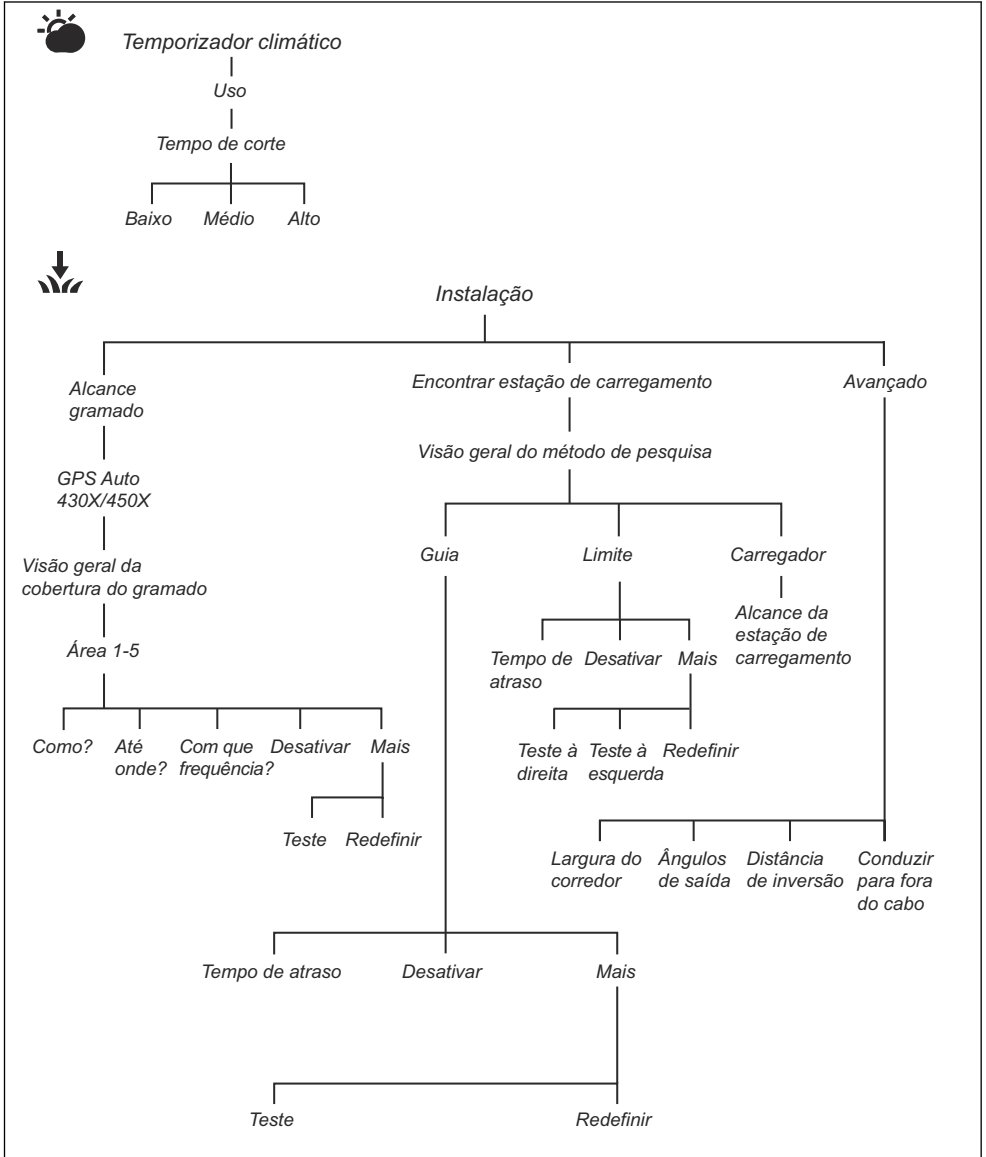 Temporizador climático
Uso
Tempo de corte
Baixo Médio Alto
Instalação
Alcance
gramado
Encontrar estação de carregamento
Avançado
GPS Auto
430X/450X
Visão geral do método de pesquisa
Visão geral da
cobertura do gramado
Guia Limite Carregador
Área 1-5
Tempo de
atraso
Desativar
Mais
Alcance da
estação de
carregamento
Como?
Até
onde?
Com que
frequência?
Desativar
Mais
Teste à
direita
Teste à
esquerda
Redefinir
Teste Redefinir
Largura do
corredor
Ângulos
de saída
Distância
de inversão
Conduzir
para fora
do cabo
Tempo de atraso Desativar Mais
Teste Redefinir